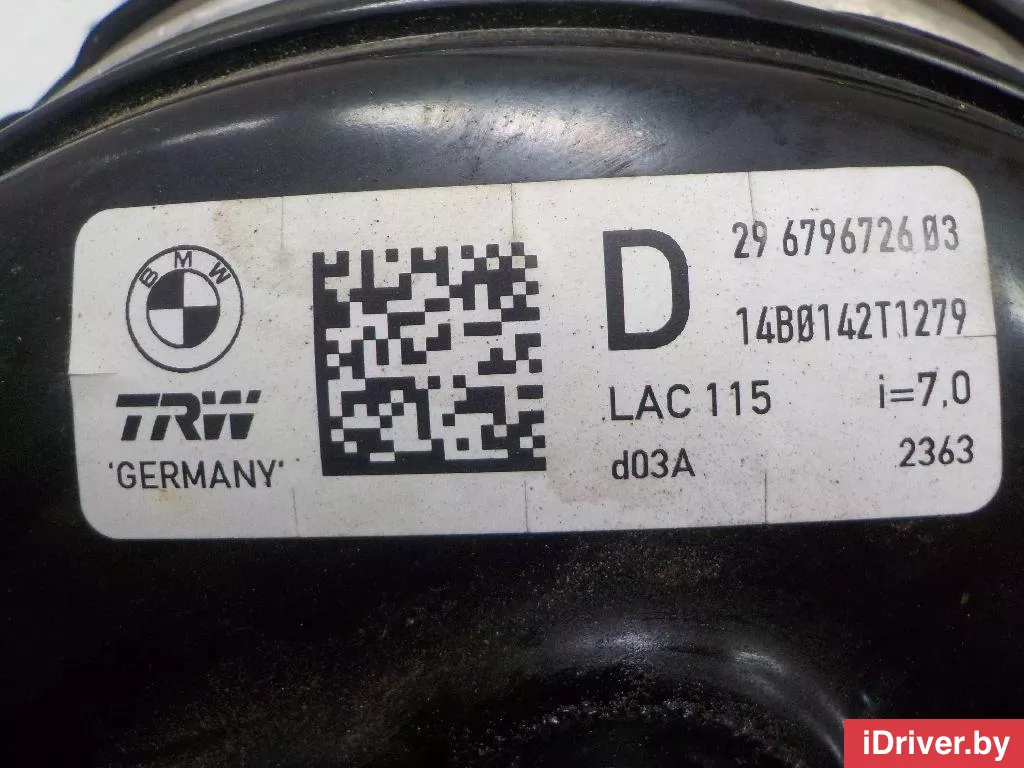 BMW
TRW
'GERMANY'
D
29 6796726 03
14B0142T1279
LAC 115
i=7,0
d03A
2363
iDriver.by